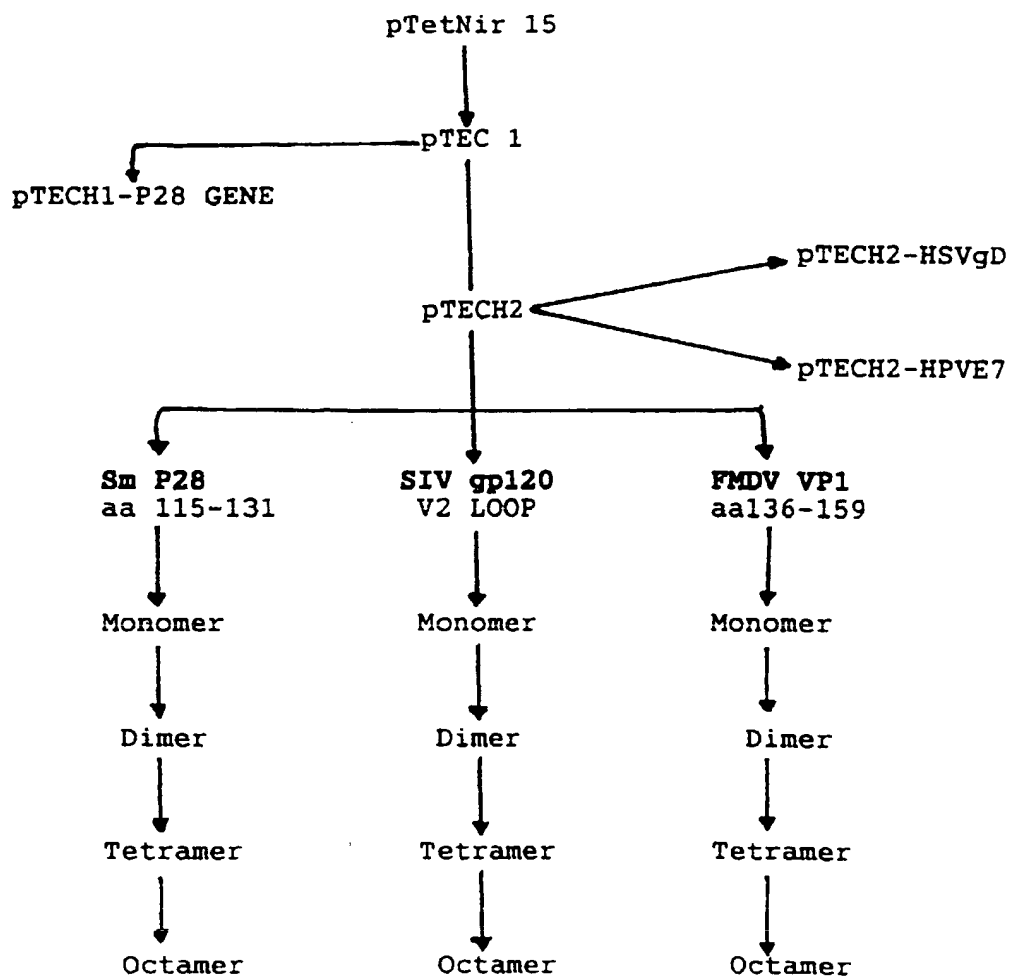 pTetNir 15
pTEC 1
pTECH1-P28 GENE
pTECH2-HSVgD
pTECH2
pTECH2-HPVE7
Sm P28
aa 115-131
SIV gp120
V2 LOOP
FMDV VP1
aa136-159
Monomer
Monomer
Monomer
Dimer
Dimer
Dimer
Tetramer
Tetramer
Tetramer
Octamer
Octamer
Octamer